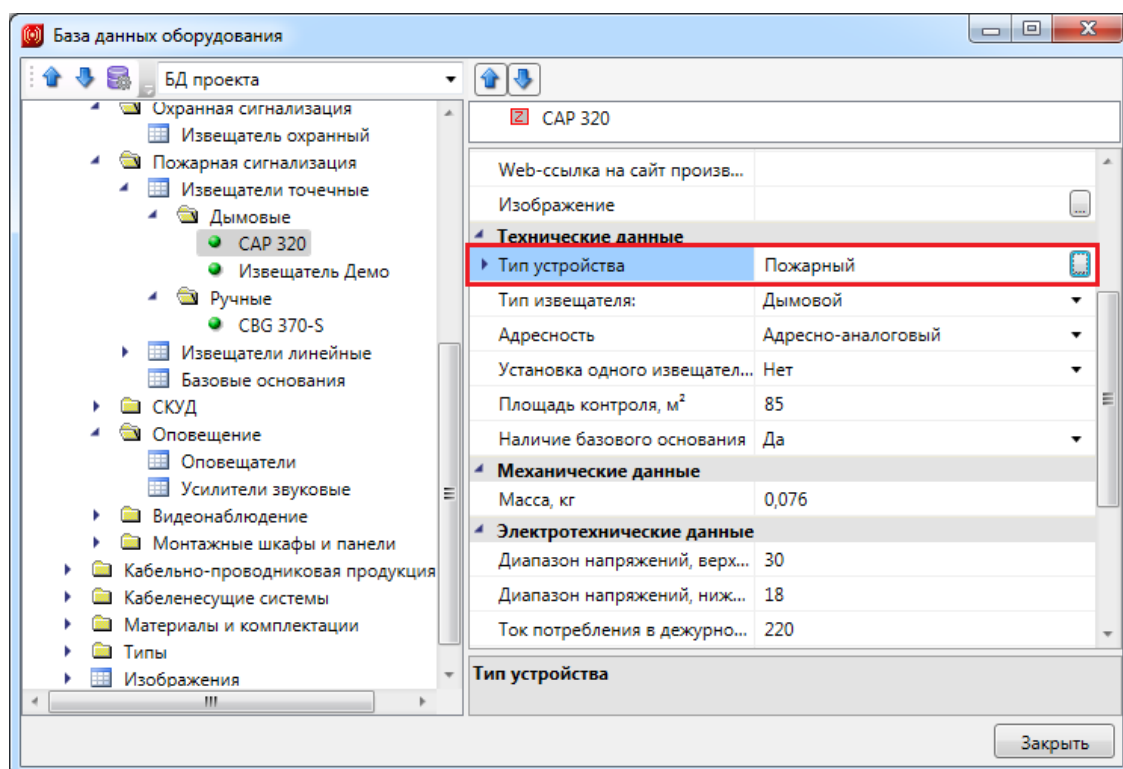 База данных оборудования
БД проекта
Охранная сигнализация
Извещатель охранный
Пожарная сигнализация
Извещатели точечные
Дымовые
CAP 320
Извещатель Демо
Ручные
CBG 370-S
Извещатели линейные
Базовые основания
СКУД
Оповещение
Оповещатели
Усилители звуковые
Видеонаблюдение
Монтажные шкафы и панели
Кабельно-проводниковая продукция
Кабеленесущие системы
Материалы и комплектации
Типы
Изображения
Z CAP 320
Web-ссылка на сайт произв...
Изображение ...
Технические данные
Тип устройства Пожарный ...
Тип извещателя: Дымовой
Адресность Адресно-аналоговый
Установка одного извещател... Нет
Площадь контроля, м² 85
Наличие базового основания Да
Механические данные
Масса, кг 0,076
Электротехнические данные
Диапазон напряжений, верх... 30
Диапазон напряжений, ниж... 18
Ток потребления в дежурно... 220
Тип устройства
Закрыть